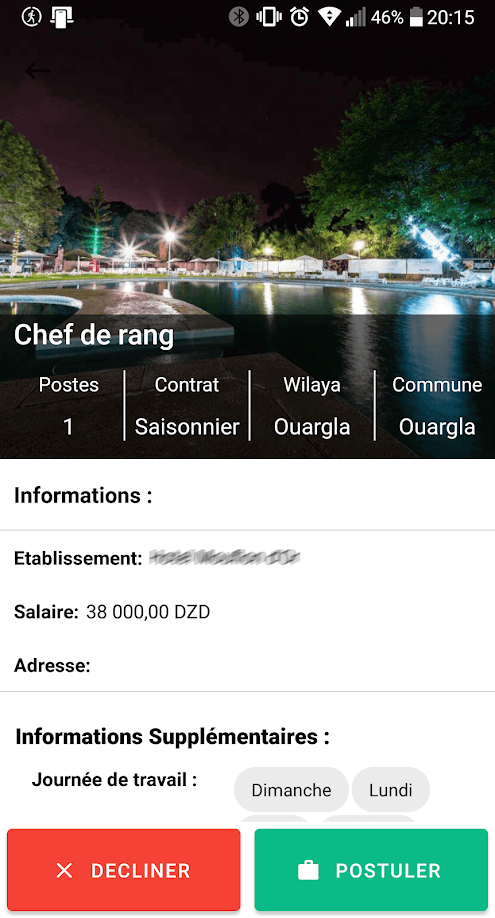 46% 20:15
Chef de rang
Postes Contrat Wilaya Commune
1 Saisonnier Ouargla Ouargla
Informations :
Etablissement:
Salaire: 38 000,00 DZD
Adresse:
Informations Supplémentaires :
Journée de travail : Dimanche Lundi
DECLINER POSTULER